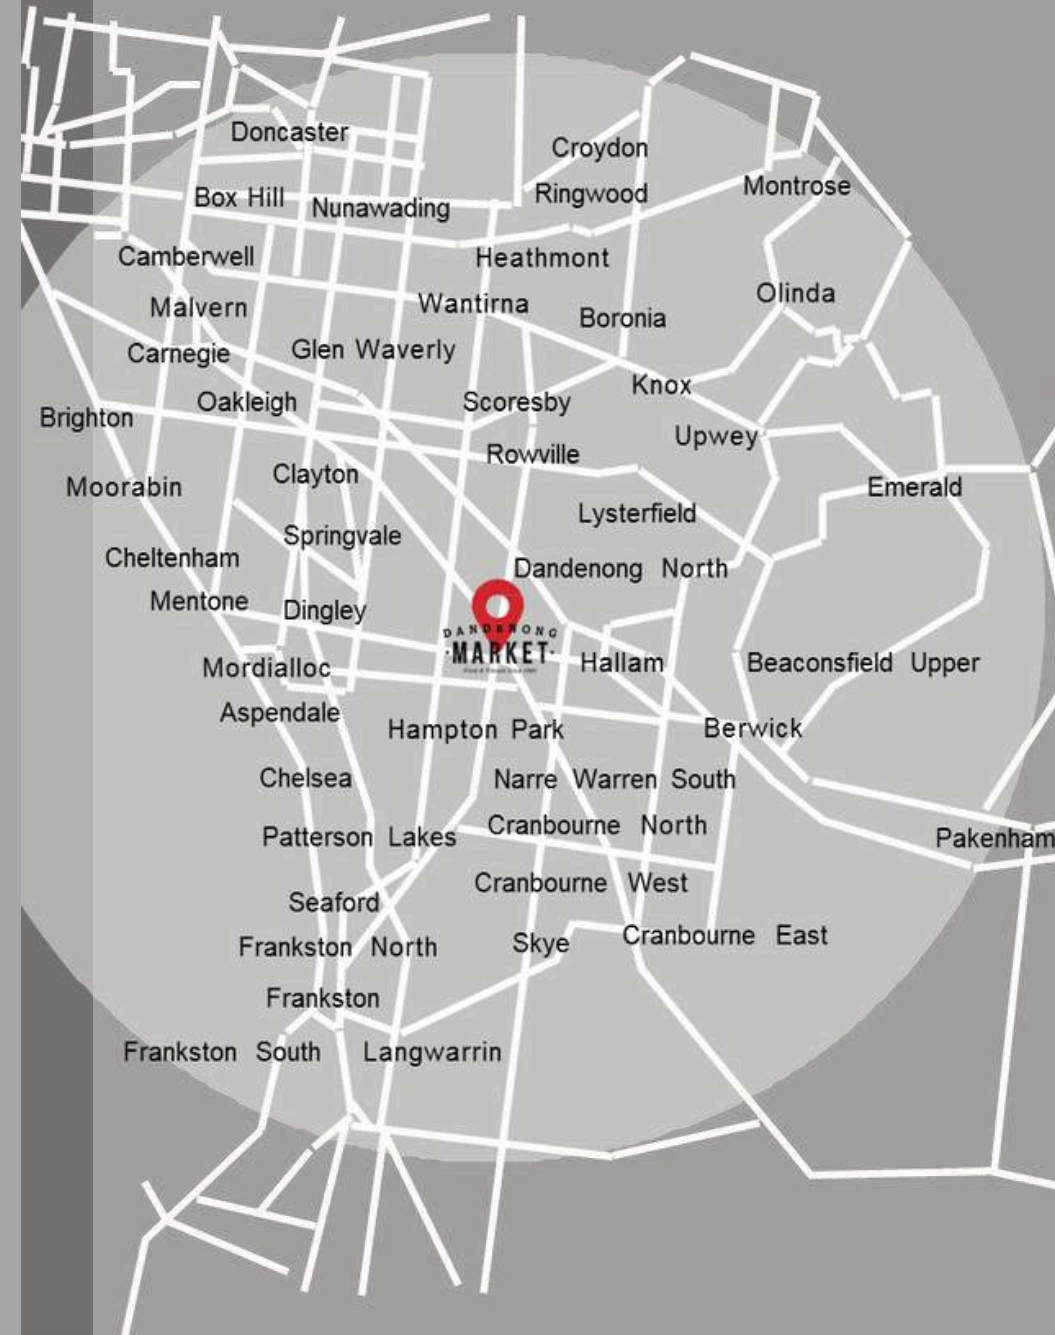 Doncaster
Croydon
Montrose
Box Hill
Nunawading
Ringwood
Camberwell
Heathmont
Malvern
Wantirna
Olinda
Boronia
Carnegie
Glen Waverly
Knox
Oakleigh
Scoresby
Brighton
Upwey
Rowville
Moorabin
Clayton
Emerald
Lysterfield
Springvale
Cheltenham
Dandenong North
Mentone
Dingley
DANDENONG
MARKET
Mordialloc
Hallam
Beaconsfield Upper
Aspendale
Hampton Park
Berwick
Chelsea
Narre Warren South
Patterson Lakes
Cranbourne North
Pakenham
Cranbourne West
Seaford
Frankston North
Skye
Cranbourne East
Frankston
Frankston South
Langwarrin